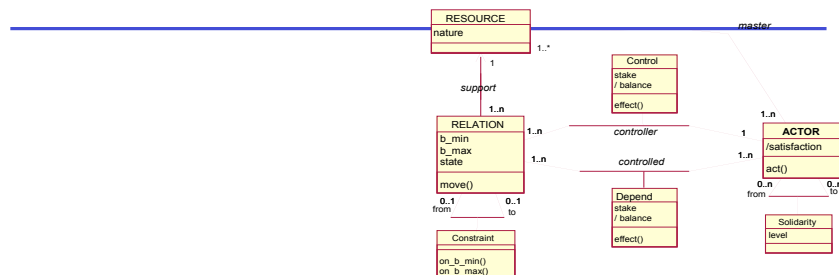 RESOURCE
nature
master
1..*
1
Control
stake
/ balance
effect()
support
1..n
1..n
RELATION
b_min
b_max
state
move()
1..n
controller
1
ACTOR
/satisfaction
act()
1..n
controlled
1..n
0..1
0..1
from
to
Depend
stake
/ balance
effect()
0..n
0..n
from
to
Solidarity
level
Constraint
on_b_min()
on_b_max()